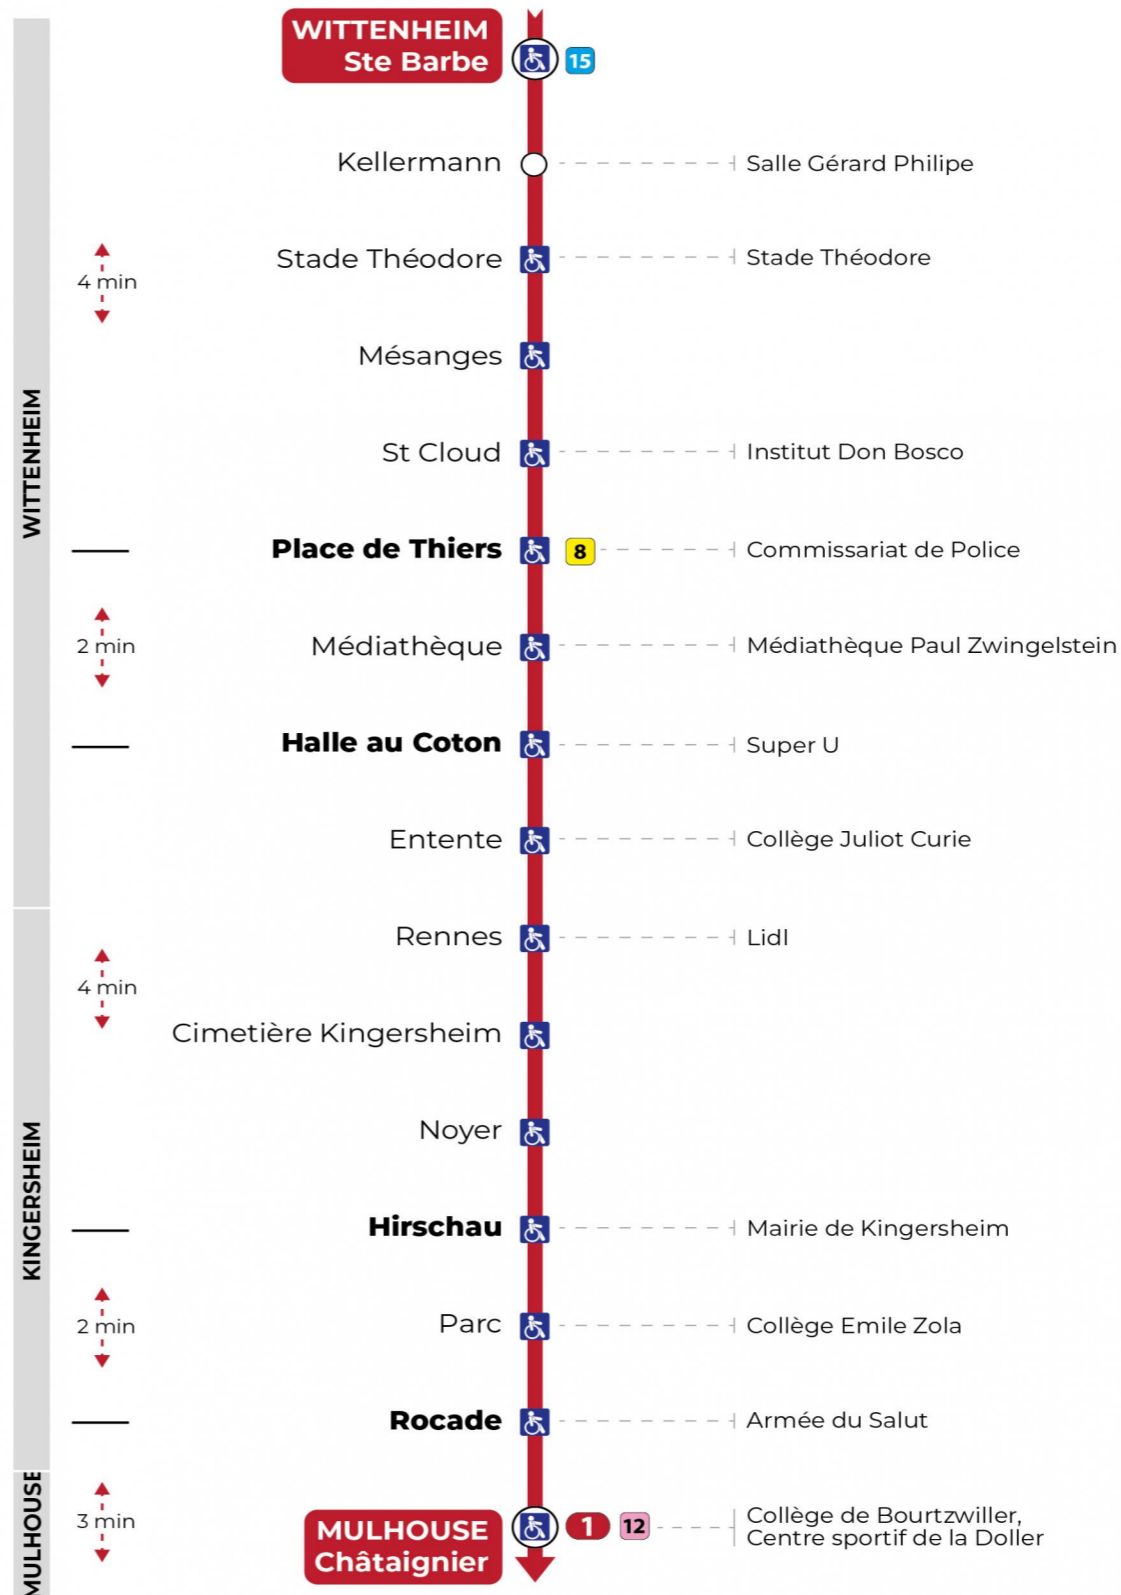 WITTENHEIM
Ste Barbe
15
Kellermann
Salle Gérard Philipe
Stade Théodore
Stade Théodore
4 min
Mésanges
St Cloud
Institut Don Bosco
WITTENHEIM
Place de Thiers
8
Commissariat de Police
2 min
Médiathèque
Médiathèque Paul Zwingelstein
Halle au Coton
Super U
Entente
Collège Juliot Curie
Rennes
Lidl
4 min
Cimetière Kingersheim
Noyer
KINGERSHEIM
Hirschau
Mairie de Kingersheim
2 min
Parc
Collège Emile Zola
Rocade
Armée du Salut
MULHOUSE
3 min
MULHOUSE
Châtaignier
1
12
Collège de Bourtzwiller,
Centre sportif de la Doller